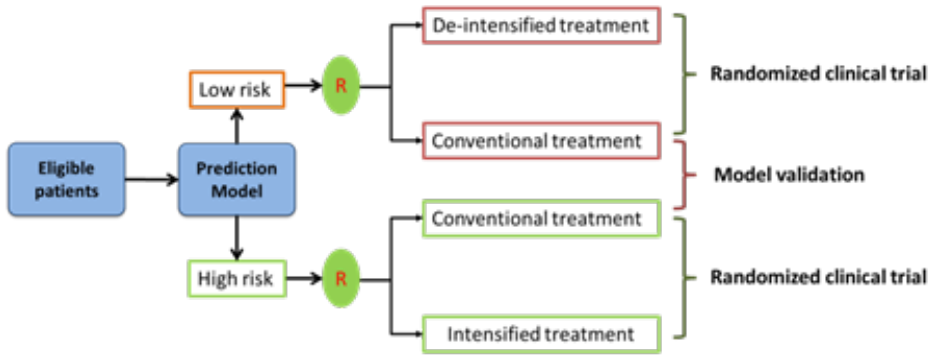 De-intensified treatment
Randomized clinical trial
Low risk
R
Conventional treatment
Eligible
patients
Prediction
Model
Model validation
Conventional treatment
High risk
R
Randomized clinical trial
Intensified treatment